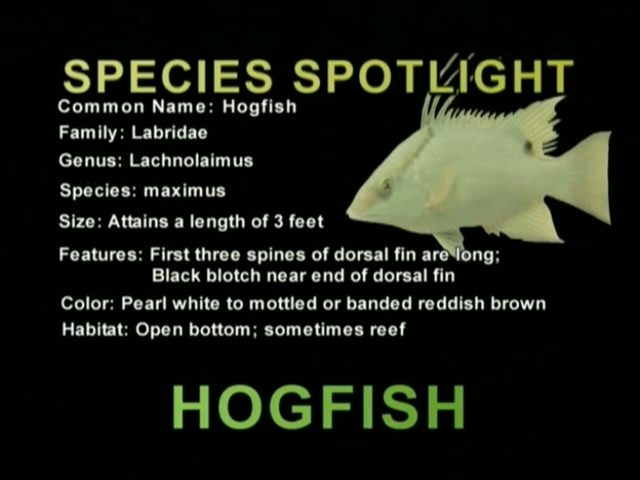 SPECIES SPOTLIGHT
Common Name: Hogfish
Family: Labridae
Genus: Lachnolaimus
Species: maximus
Size: Attains a length of 3 feet
Features: First three spines of dorsal fin are long;
Black blotch near end of dorsal fin
Color: Pearl white to mottled or banded reddish brown
Habitat: Open bottom; sometimes reef
HOGFISH